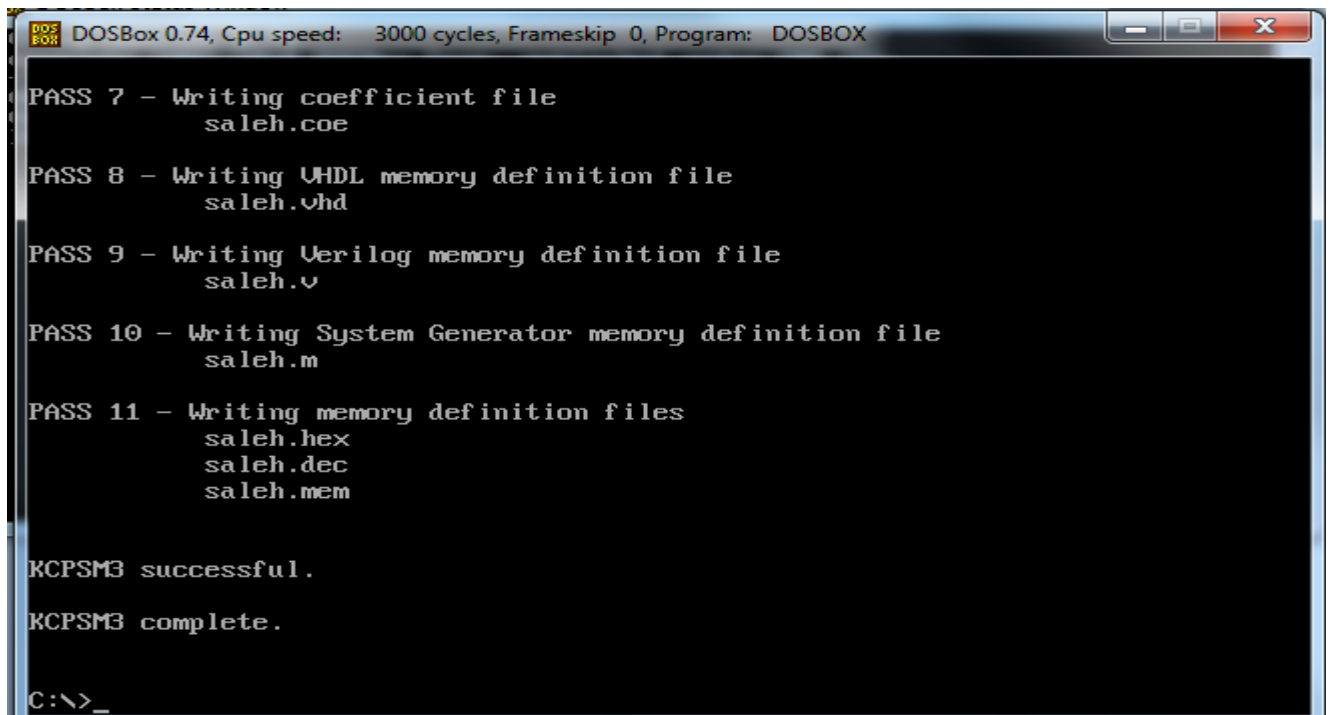 DOSBox 0.74, Cpu speed: 3000 cycles, Frameskip 0, Program: DOSBOX
PASS 7 - Writing coefficient file
saleh.coe
PASS 8 - Writing VHDL memory definition file
saleh.vhd
PASS 9 - Writing Verilog memory definition file
saleh.v
PASS 10 - Writing System Generator memory definition file
saleh.m
PASS 11 - Writing memory definition files
saleh.hex
saleh.dec
saleh.mem
KCPSM3 successful.
KCPSM3 complete.
C:\>_